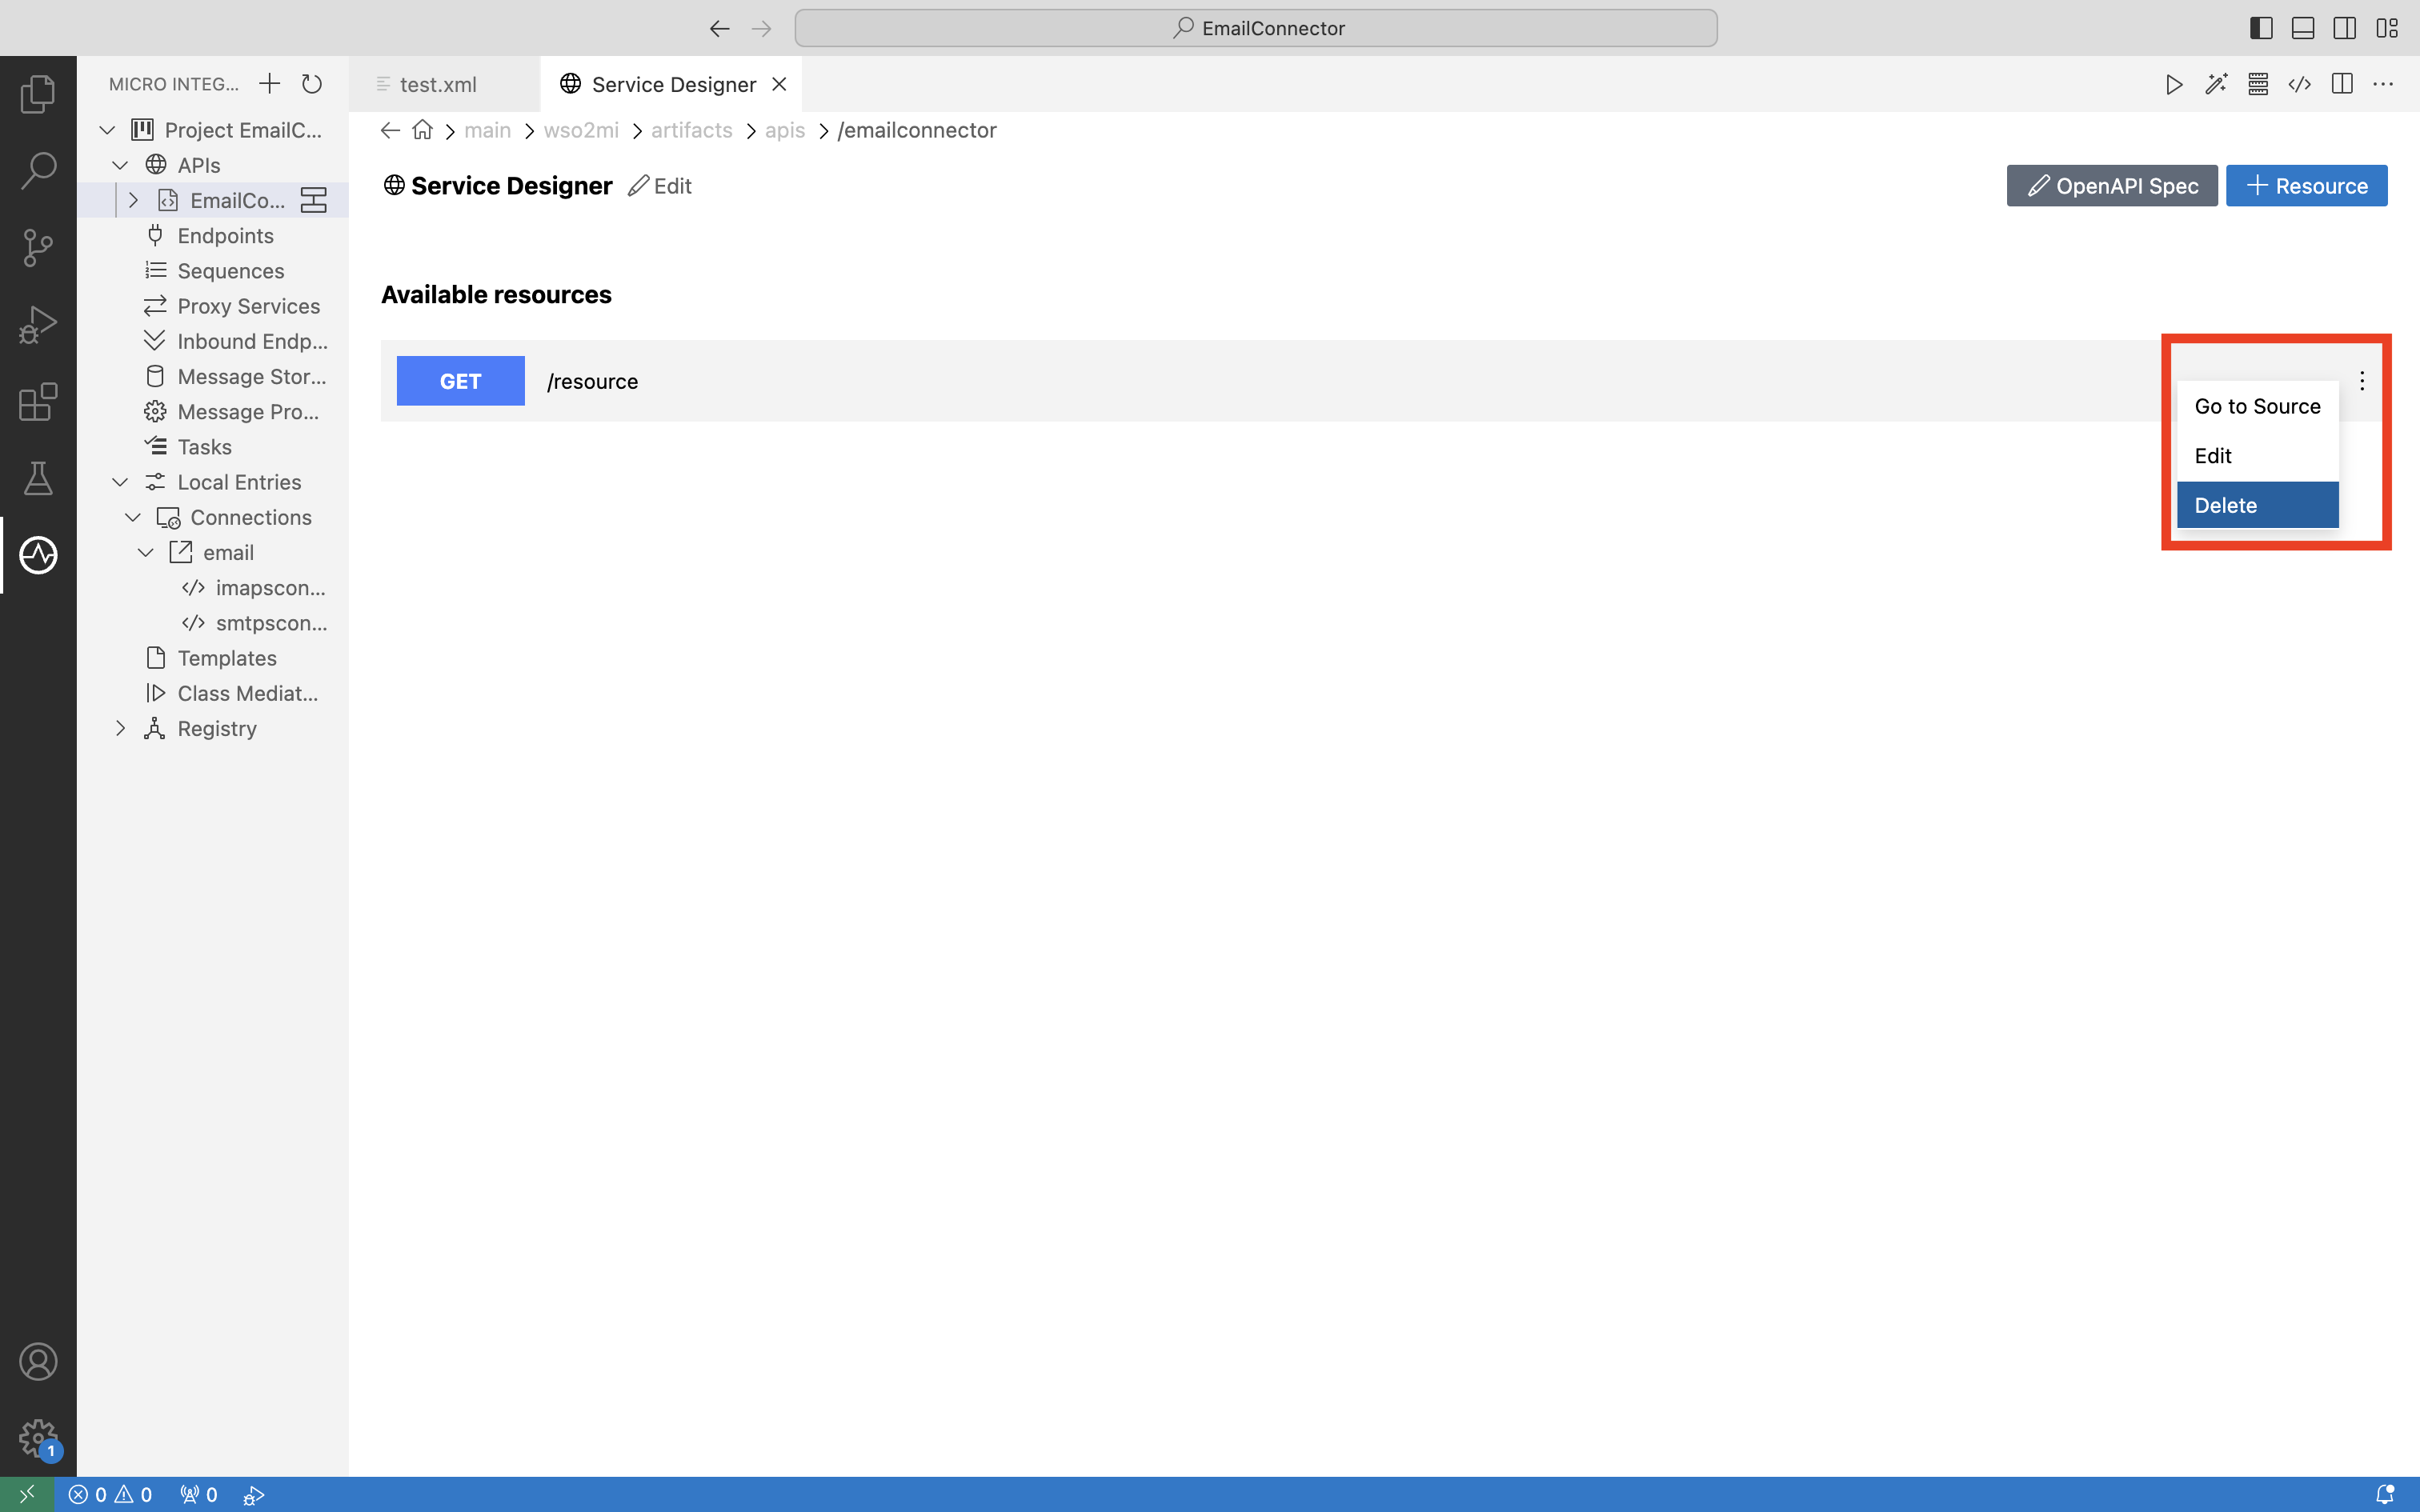 EmailConnector
MICRO INTEG...
test.xml
Service Designer
Project EmailC...
APIs
EmailCo...
Endpoints
Sequences
Proxy Services
Inbound Endp...
Message Stor...
Message Pro...
Tasks
Local Entries
Connections
email
imapscon...
smtpscon...
Templates
Class Mediat...
Registry
main wso2mi artifacts apis /emailconnector
Service Designer Edit
OpenAPI Spec
Resource
Available resources
GET /resource
Go to Source
Edit
Delete
1
0 0 0